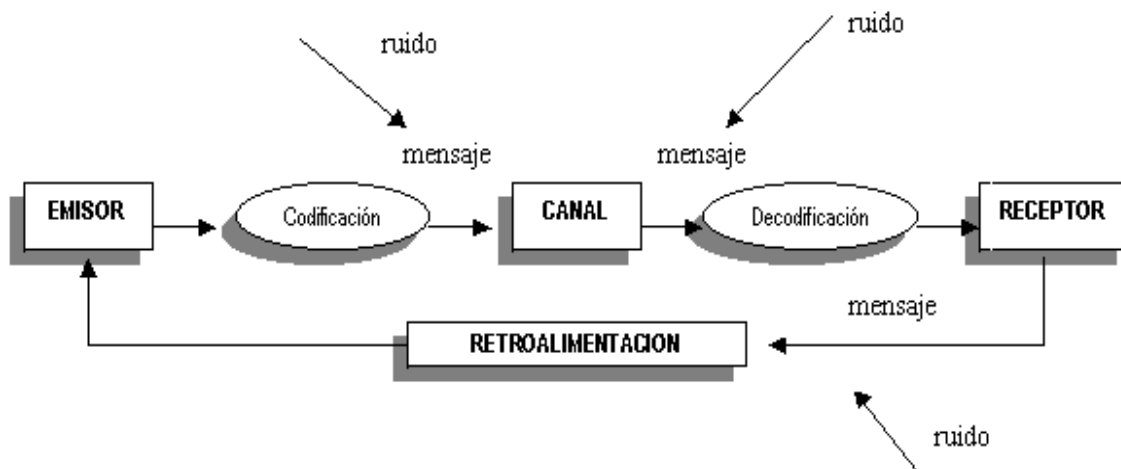 ruido
ruido
mensaje
mensaje
EMISOR
Codificación
CANAL
Decodificación
RECEPTOR
mensaje
RETROALIMENTACION
ruido